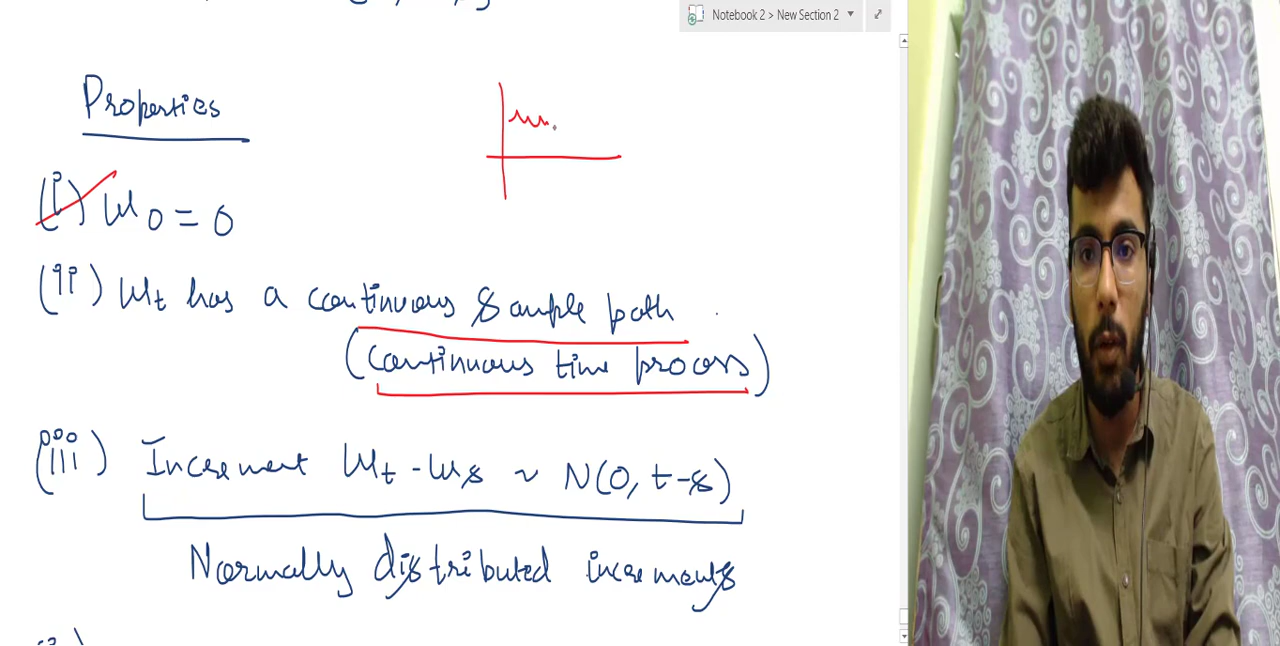 Notebook 2 > New Section 2
Properties
(i) W0 = 0
(ii) Wt has a continuous sample path.
(continuous time process)
(iii) Increment Wt - Ws ~ N(0, t-s)
Normally distributed increments